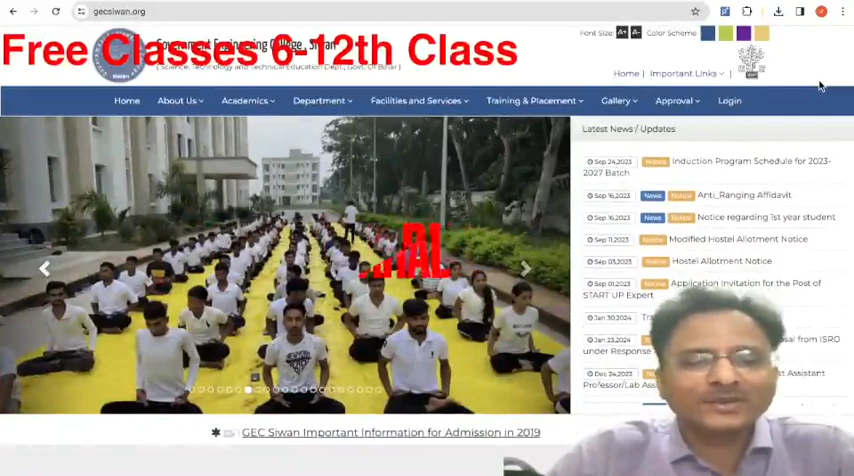 gecsiwan.org
Font Size: A+ A- Color Scheme
Free Classes 6-12th Class
Government Engineering College, Siwan
Home | Important Links |
Home About Us Academics Department Facilities and Services Training & Placement Gallery Approval Login
Latest News / Updates
Sep 24,2023 Notice Induction Program Schedule for 2023-
2027 Batch
Sep 16,2023 News Notice Anti_Ranging Affidavit
Sep 16,2023 News Notice Notice regarding 1st year student
Sep 11,2023 Notice Modified Hostel Allotment Notice
Sep 03,2023 Notice Hostel Allotment Notice
Sep 01,2023 Notice Application Invitation for the Post of
START UP Expert
Jan 30,2024
Jan 23,2024 from ISRO
under Response
Dec 24,2023 Assistant
Professor/Lab
GEC Siwan Important Information for Admission in 2019